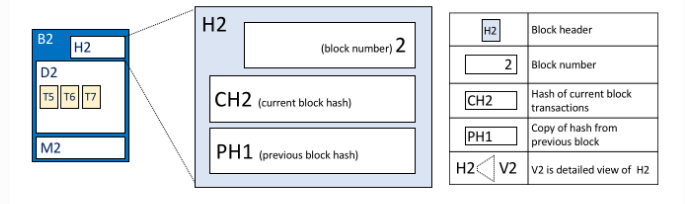 B2
H2
D2
T5 T6 T7
M2
H2
(block number) 2
CH2 (current block hash)
PH1 (previous block hash)
H2 Block header
2 Block number
CH2 Hash of current block
transactions
PH1 Copy of hash from
previous block
H2 V2 V2 is detailed view of H2